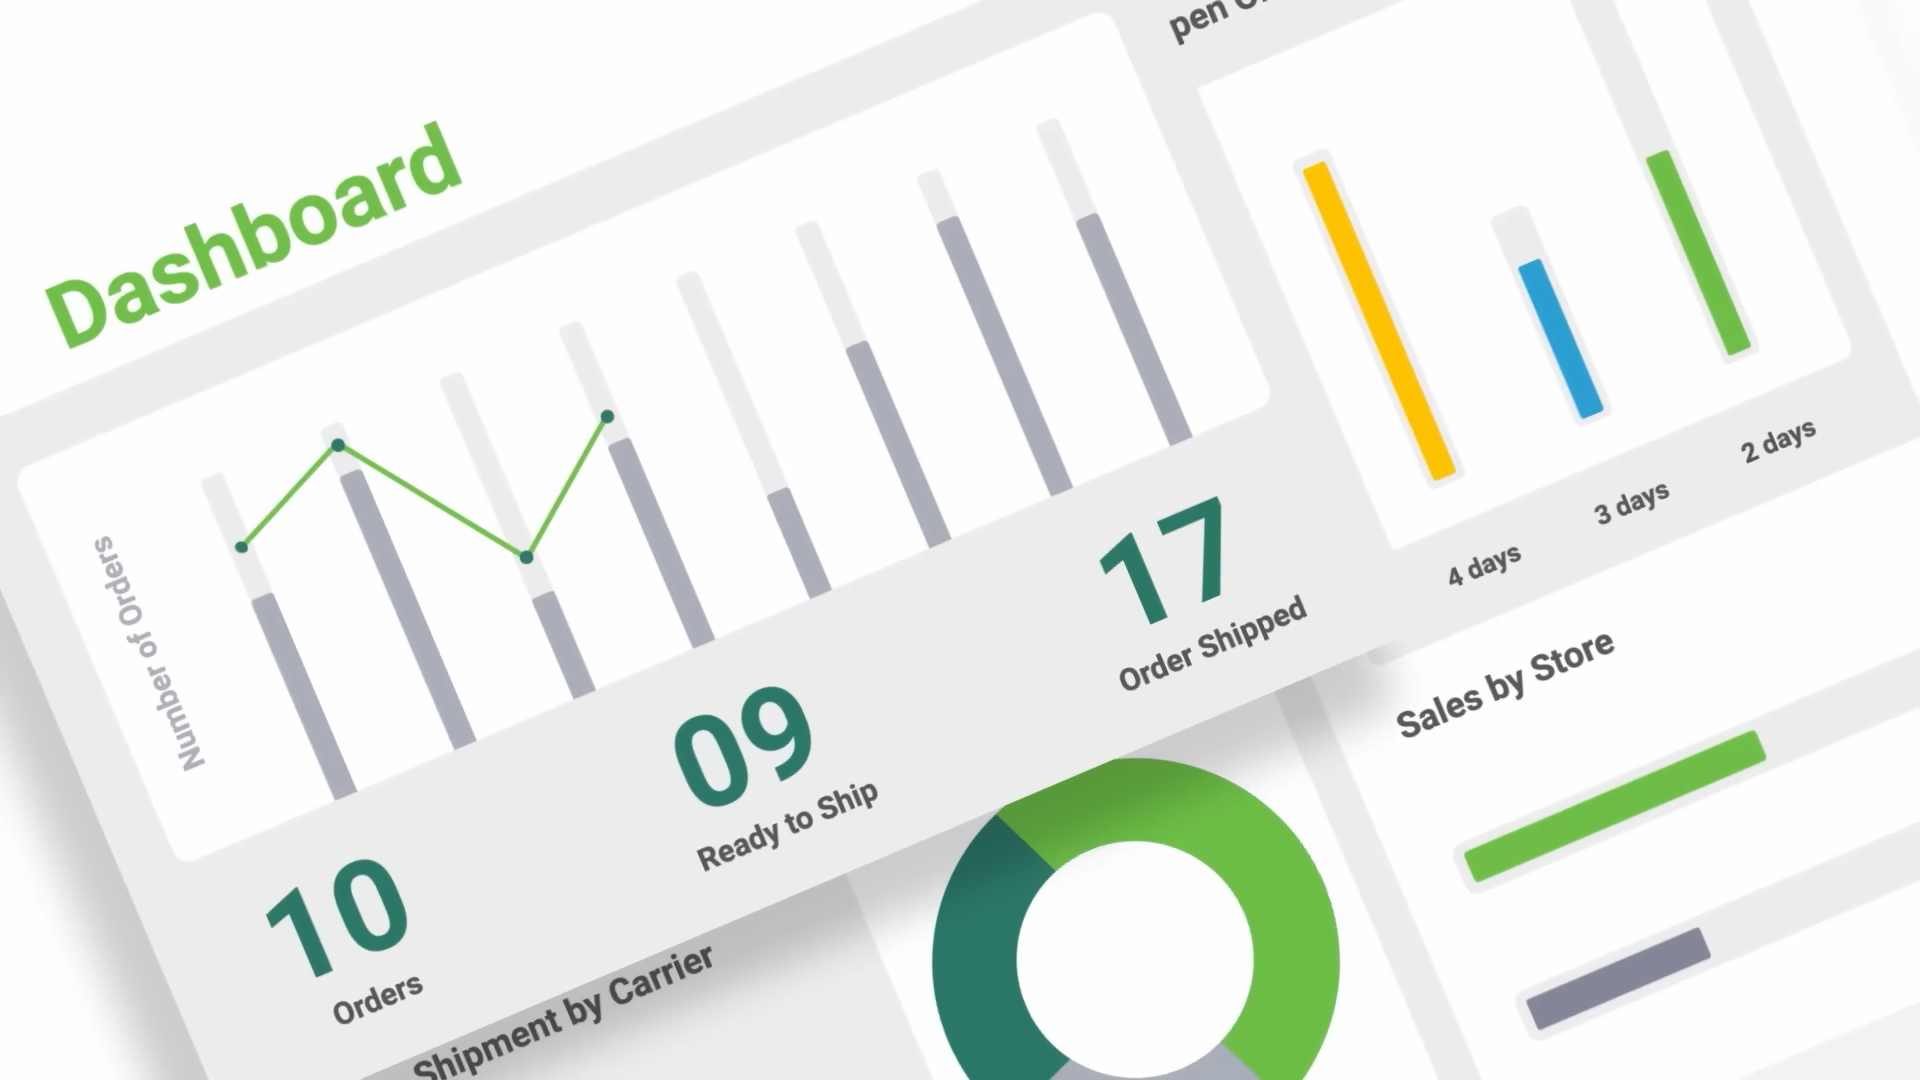 Dashboard
pen
Number of Orders
10
Orders
09
Ready to Ship
17
Order Shipped
4 days
3 days
2 days
Sales by Store
Shipment by Carrier